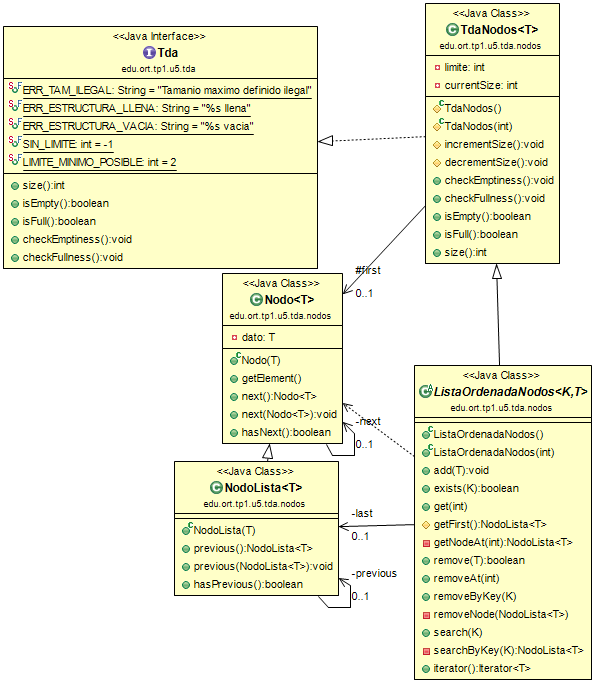 <<Java Interface>>
Tda
edu.ort.tp1.u5.tda
ERR_TAM_ILEGAL: String = "Tamanio maximo definido ilegal"
ERR_ESTRUCTURA_LLENA: String = "%s llena"
ERR_ESTRUCTURA_VACIA: String = "%s vacia"
SIN_LIMITE: int = -1
LIMITE_MINIMO_POSIBLE: int = 2
size():int
isEmpty():boolean
isFull():boolean
checkEmptiness():void
checkFullness():void
<<Java Class>>
TdaNodos<T>
edu.ort.tp1.u5.tda.nodos
limite: int
currentSize: int
TdaNodos()
TdaNodos(int)
incrementSize():void
decrementSize():void
checkEmptiness():void
checkFullness():void
isEmpty():boolean
isFull():boolean
size():int
#first
0..1
<<Java Class>>
Nodo<T>
edu.ort.tp1.u5.tda.nodos
dato: T
Nodo(T)
getElement()
next():Nodo<T>
next(Nodo<T>):void
hasNext():boolean
-next
0..1
<<Java Class>>
NodoLista<T>
edu.ort.tp1.u5.tda.nodos
NodoLista(T)
previous():NodoLista<T>
previous(NodoLista<T>):void
hasPrevious():boolean
-last
0..1
-previous
0..1
<<Java Class>>
ListaOrdenadaNodos<K,T>
edu.ort.tp1.u5.tda.nodos
ListaOrdenadaNodos()
ListaOrdenadaNodos(int)
add(T):void
exists(K):boolean
get(int)
getFirst():NodoLista<T>
getNodeAt(int):NodoLista<T>
remove(T):boolean
removeAt(int)
removeByKey(K)
removeNode(NodoLista<T>)
search(K)
searchByKey(K):NodoLista<T>
iterator():Iterator<T>